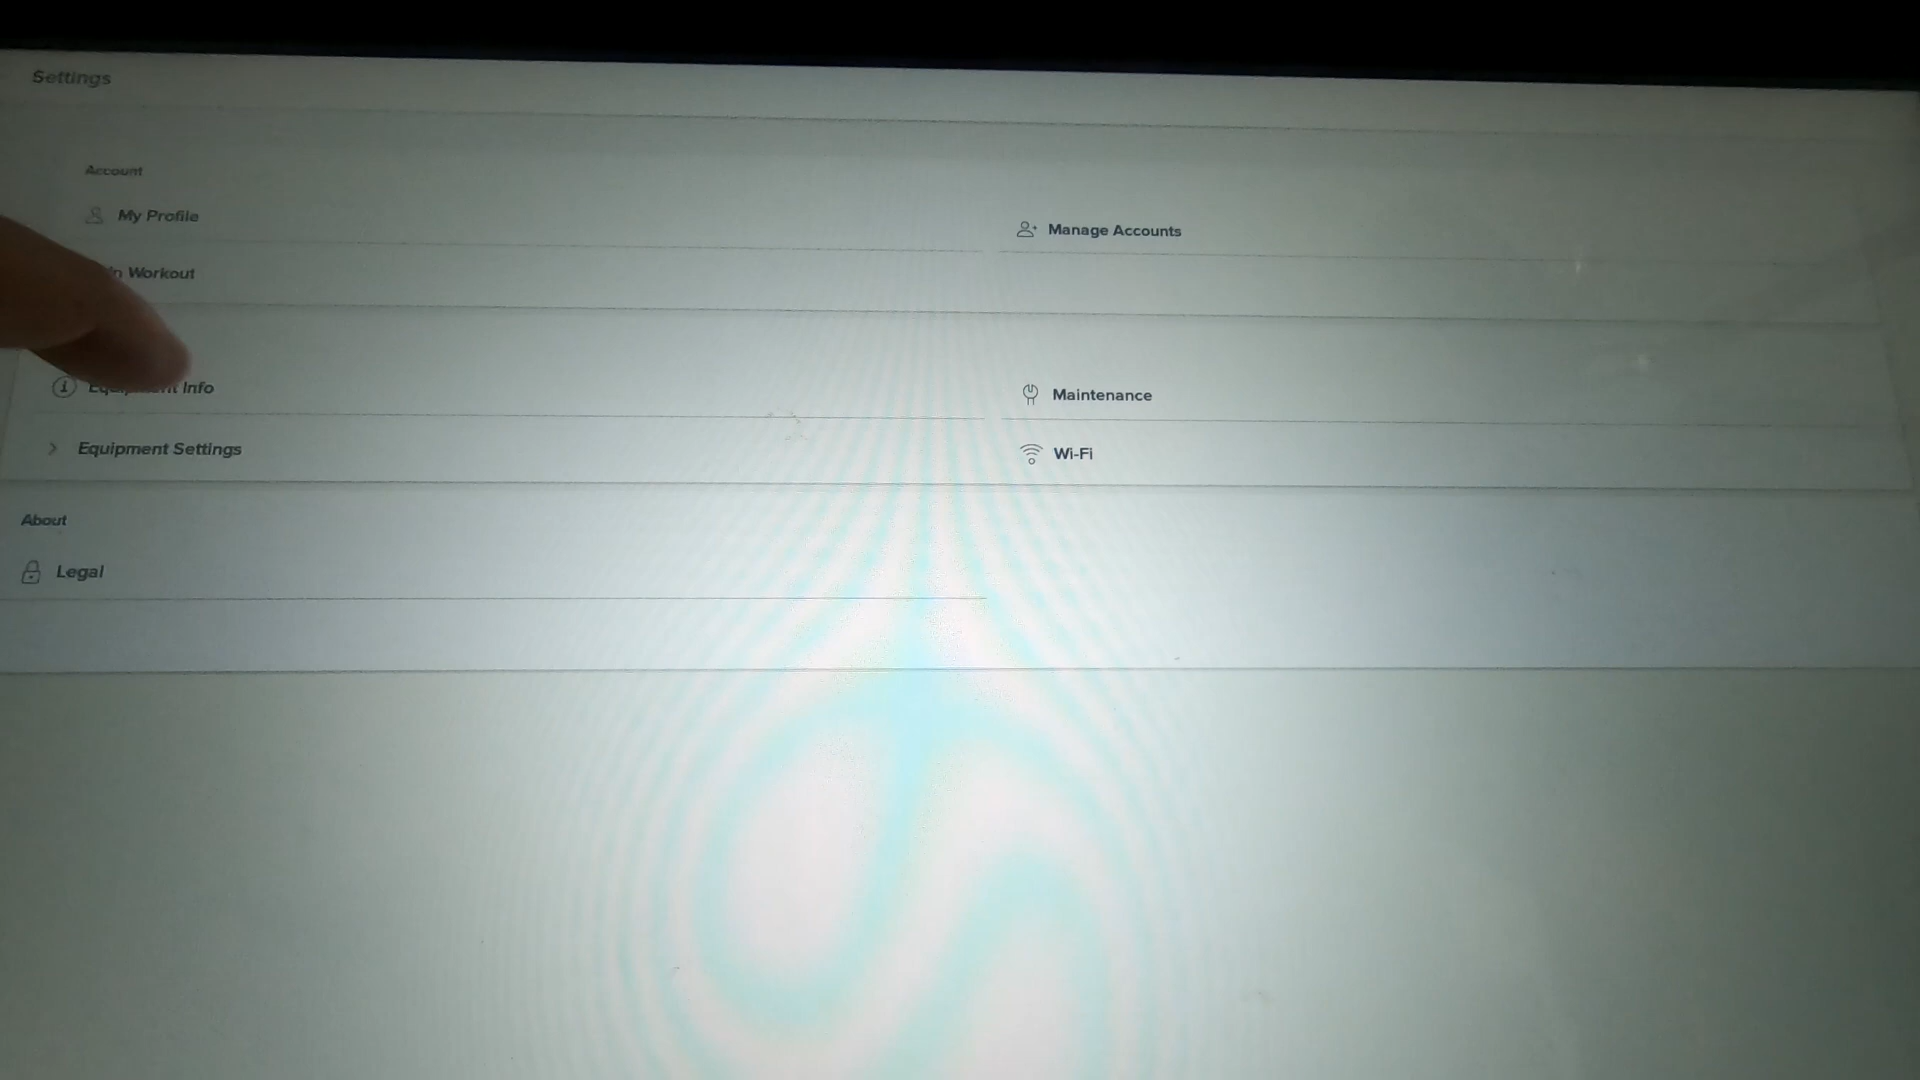 Settings
Account
My Profile
Manage Accounts
Workout
Info
Maintenance
Equipment Settings
Wi-Fi
About
Legal